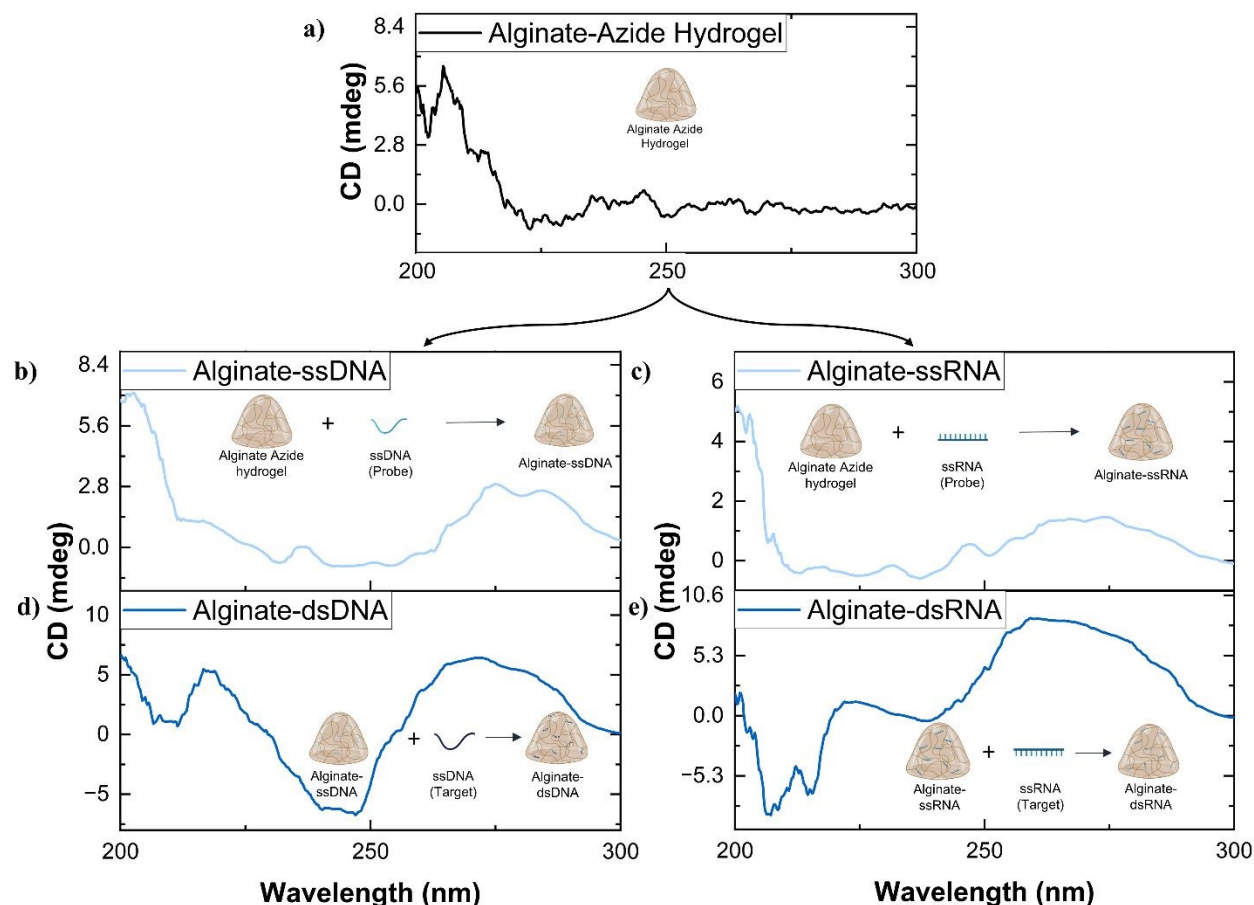 a)
Alginate-Azide Hydrogel
8.4
5.6
2.8
0.0
CD (mdeg)
Alginate Azide
Hydrogel
200
250
300
b)
Alginate-ssDNA
8.4
5.6
2.8
0.0
Alginate Azide
hydrogel
+
ssDNA
(Probe)
Alginate-ssDNA
c)
Alginate-ssRNA
6
4
2
0
Alginate Azide
hydrogel
+
ssRNA
(Probe)
Alginate-ssRNA
CD (mdeg)
d)
Alginate-dsDNA
10
5
0
−5
Alginate-
ssDNA
+
ssDNA
(Target)
Alginate-
dsDNA
200
250
300
Wavelength (nm)
CD (mdeg)
e)
Alginate-dsRNA
10.6
5.3
0.0
−5.3
Alginate-
ssRNA
+
ssRNA
(Target)
Alginate-
dsRNA
200
250
300
Wavelength (nm)